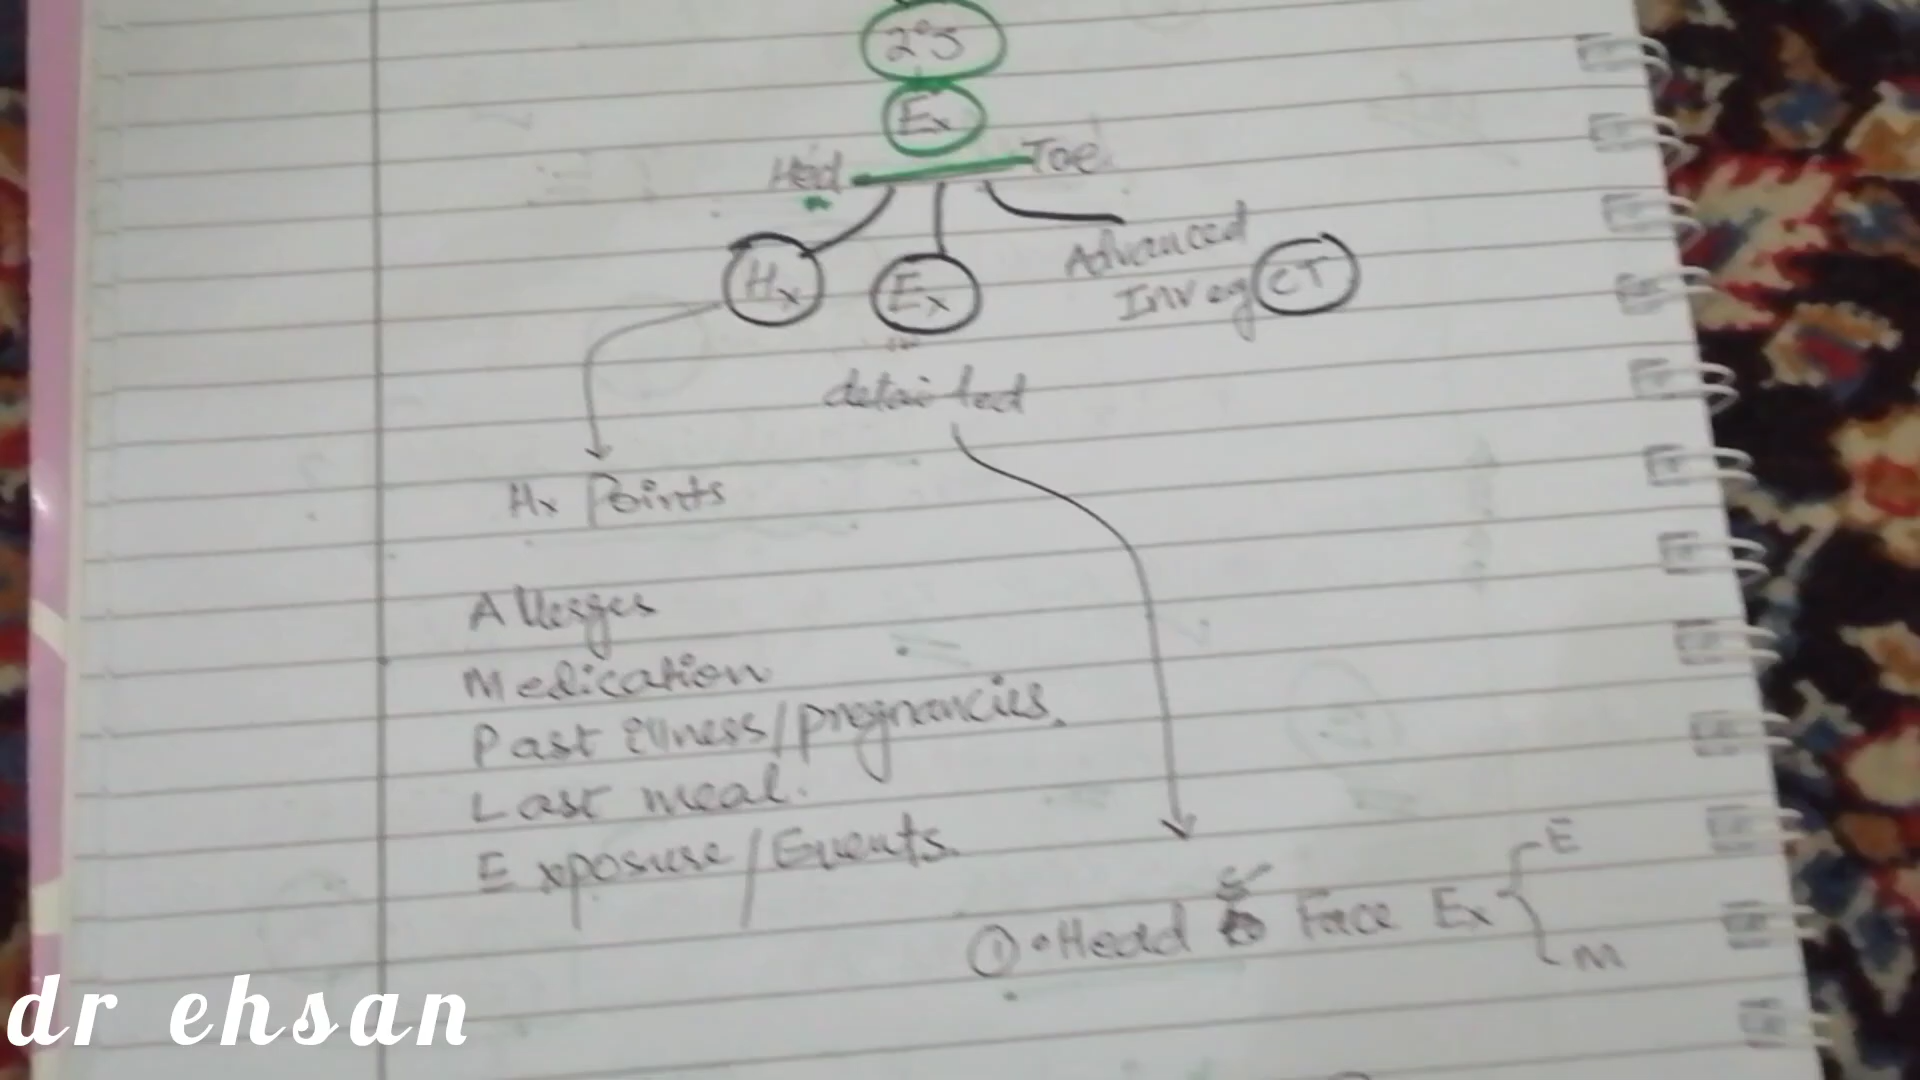 2°S
Ex
Head Toe
Hx Ex Advanced
Inv eg CT
detailed
Hx Points
Allerges
Medication
Past illness/pregnancies.
Last meal.
Exposure/Events.
① • Head & Face Ex E
M
dr ehsan